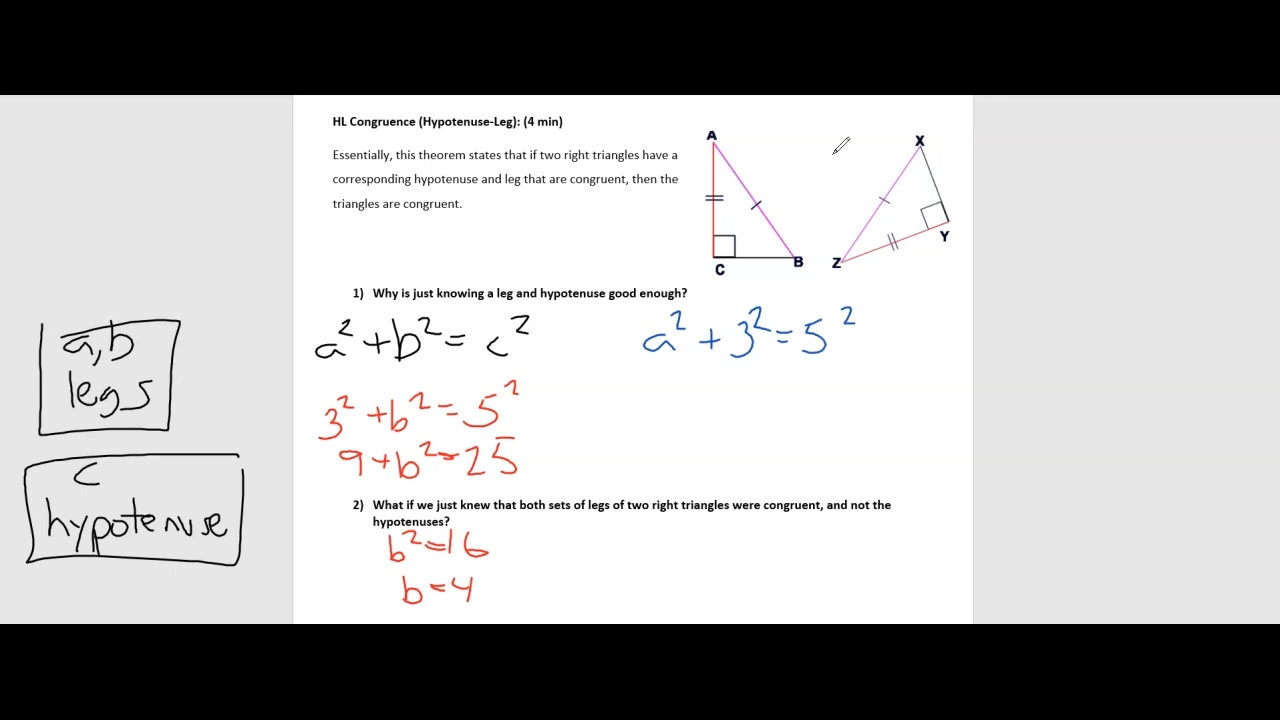 HL Congruence (Hypotenuse-Leg): (4 min)
Essentially, this theorem states that if two right triangles have a
corresponding hypotenuse and leg that are congruent, then the
triangles are congruent.
A
C
B
X
Z
Y
1) Why is just knowing a leg and hypotenuse good enough?
a² + b² = c²
a² + 3² = 5²
3² + b² = 5²
9 + b² = 25
2) What if we just knew that both sets of legs of two right triangles were congruent, and not the
hypotenuses?
b² = 16
b = 4
a, b
legs
c
hypotenuse